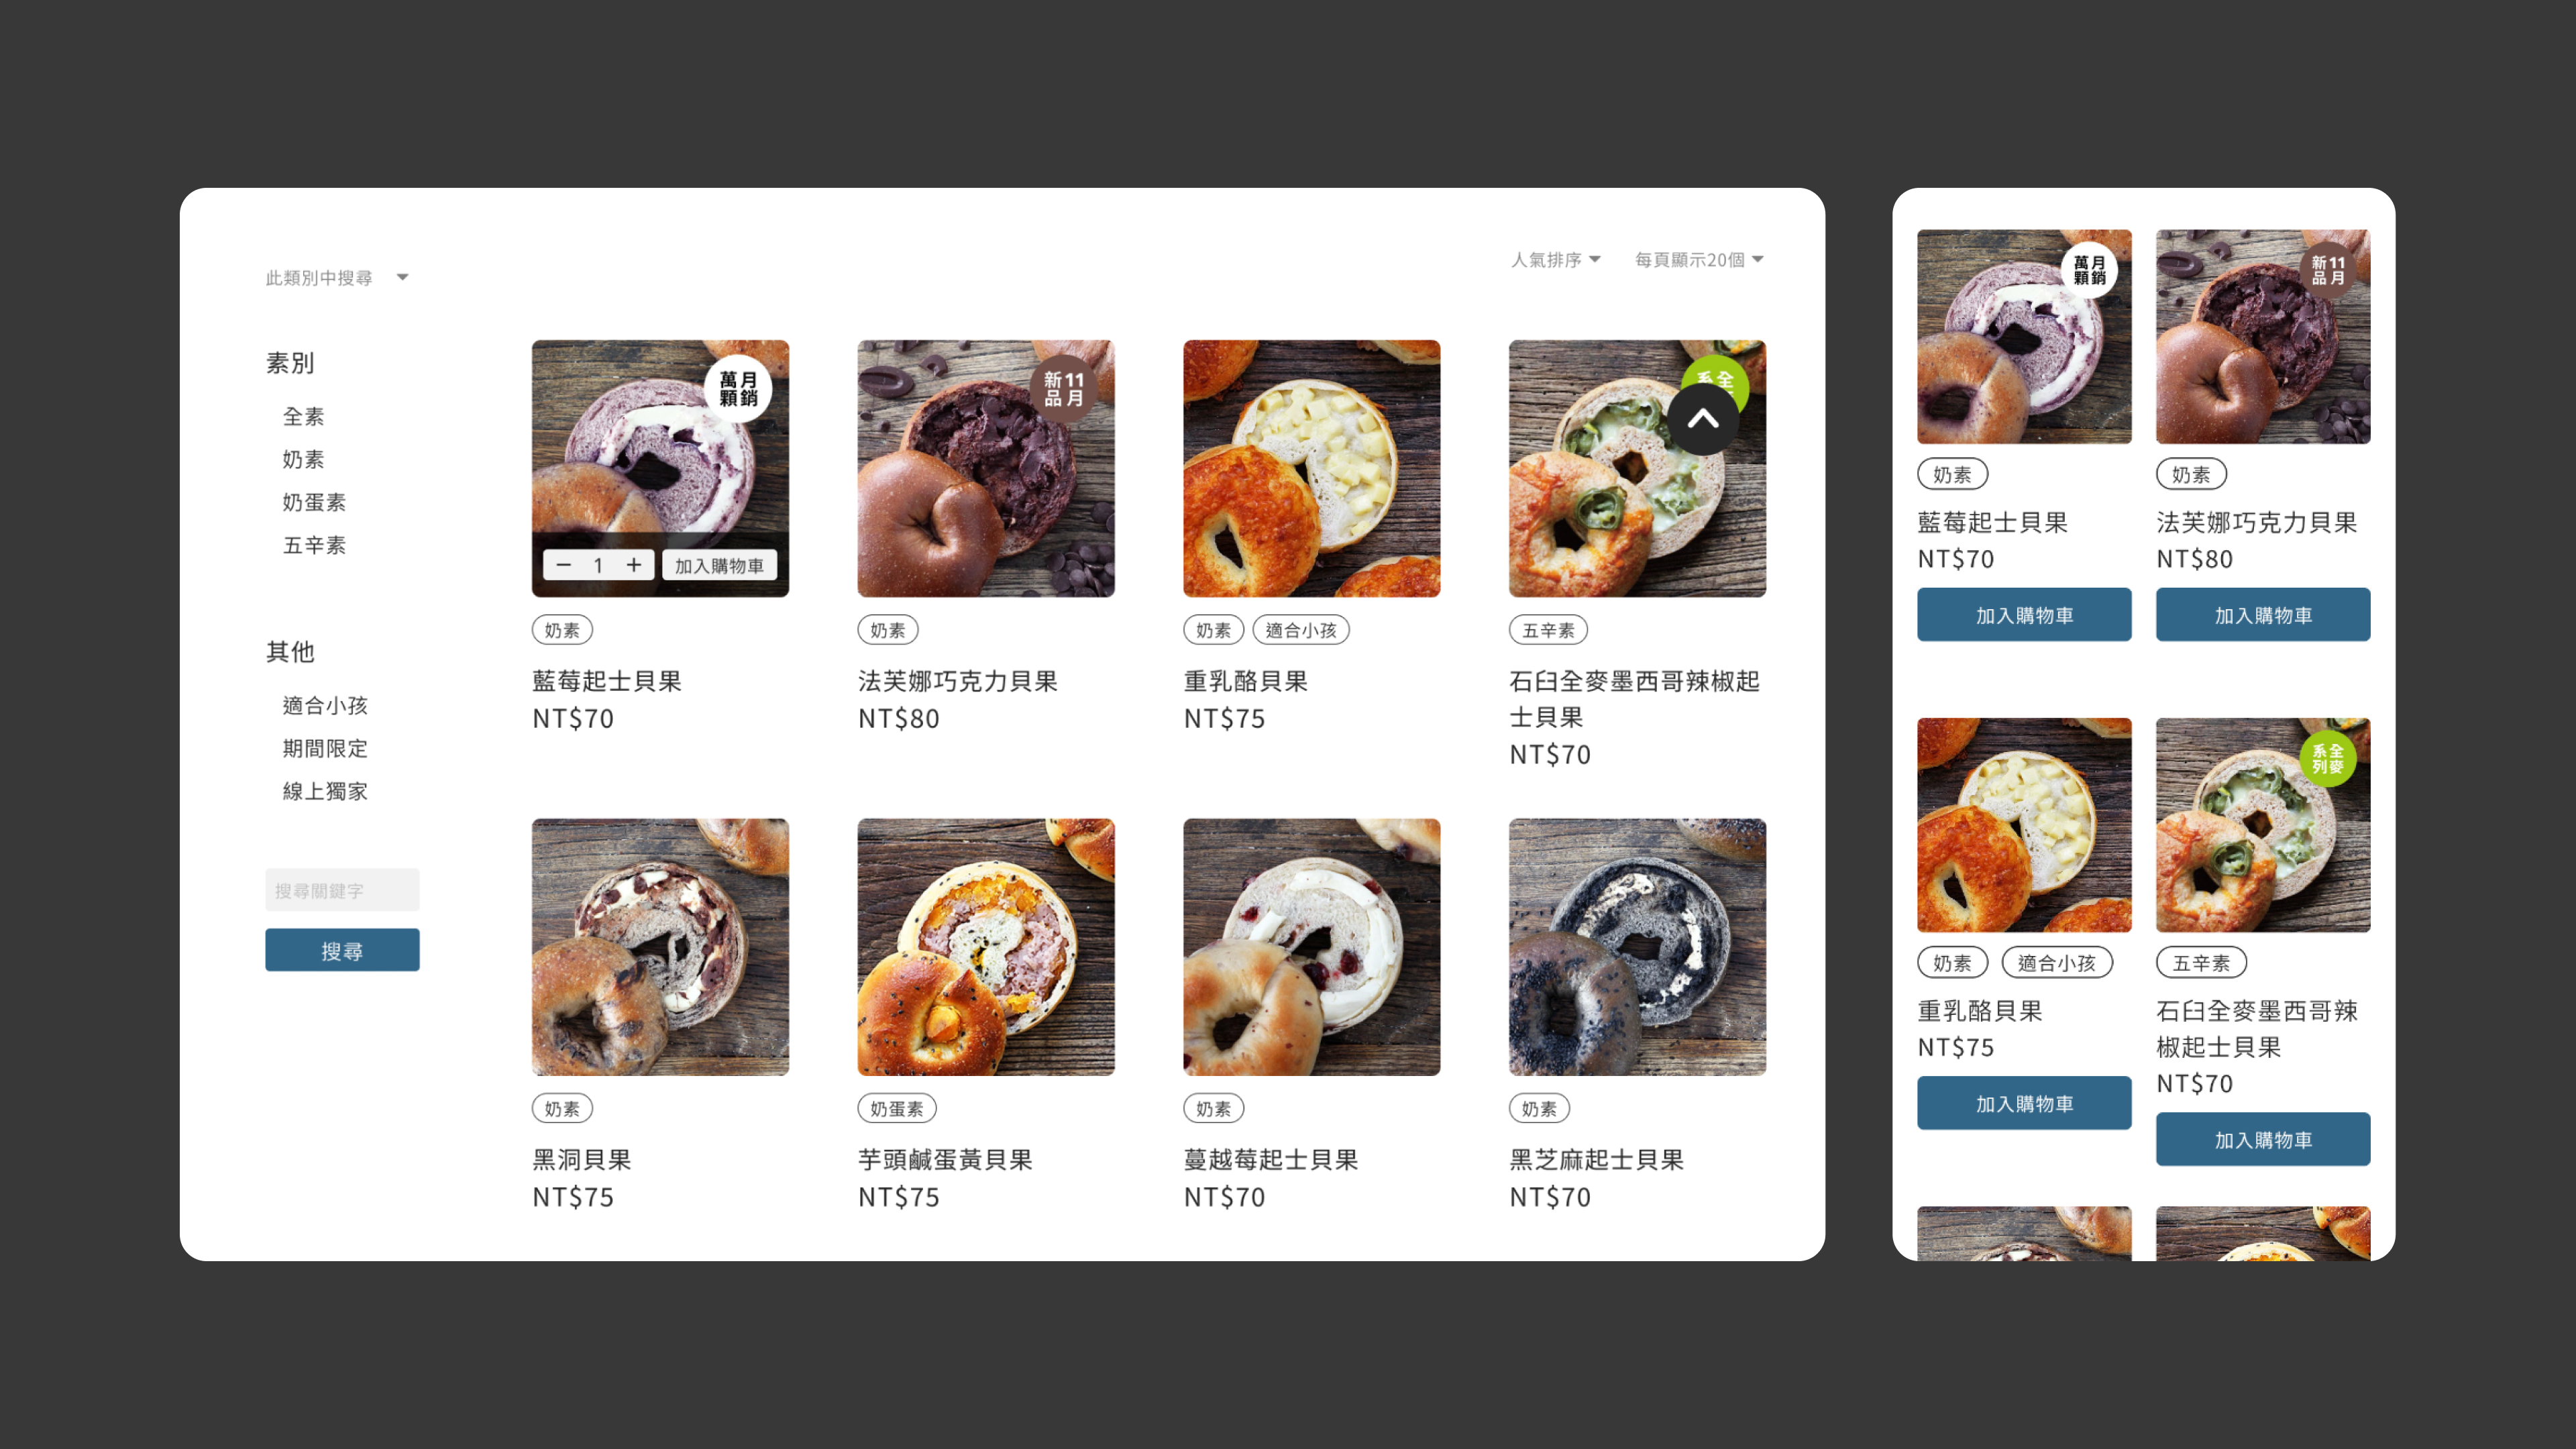 此類別中搜尋
人氣排序
每頁顯示20個
素別
全素
奶素
奶蛋素
五辛素
其他
適合小孩
期間限定
線上獨家
搜尋關鍵字
搜尋
萬月
顆銷
1
加入購物車
奶素
藍莓起士貝果
NT$70
新11
品月
奶素
法芙娜巧克力貝果
NT$80
奶素
適合小孩
重乳酪貝果
NT$75
系全
五辛素
石臼全麥墨西哥辣椒起
士貝果
NT$70
奶素
黑洞貝果
NT$75
奶蛋素
芋頭鹹蛋黃貝果
NT$75
奶素
蔓越莓起士貝果
NT$70
奶素
黑芝麻起士貝果
NT$70
萬月
顆銷
奶素
藍莓起士貝果
NT$70
加入購物車
新11
品月
奶素
法芙娜巧克力貝果
NT$80
加入購物車
奶素
適合小孩
重乳酪貝果
NT$75
加入購物車
系全
列麥
五辛素
石臼全麥墨西哥辣
椒起士貝果
NT$70
加入購物車